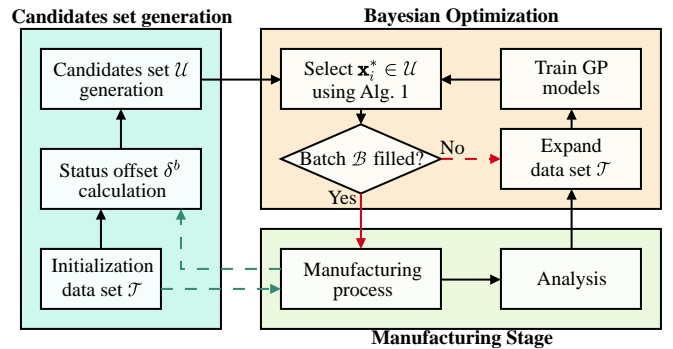 Candidates set generation
Candidates set 𝒰
generation
Status offset δᵇ
calculation
Initialization
data set 𝒯
Bayesian Optimization
Select 𝐱ᵢ* ∈ 𝒰
using Alg. 1
Train GP
models
Batch ℬ filled?
No
Yes
Expand
data set 𝒯
Manufacturing
process
Analysis
Manufacturing Stage